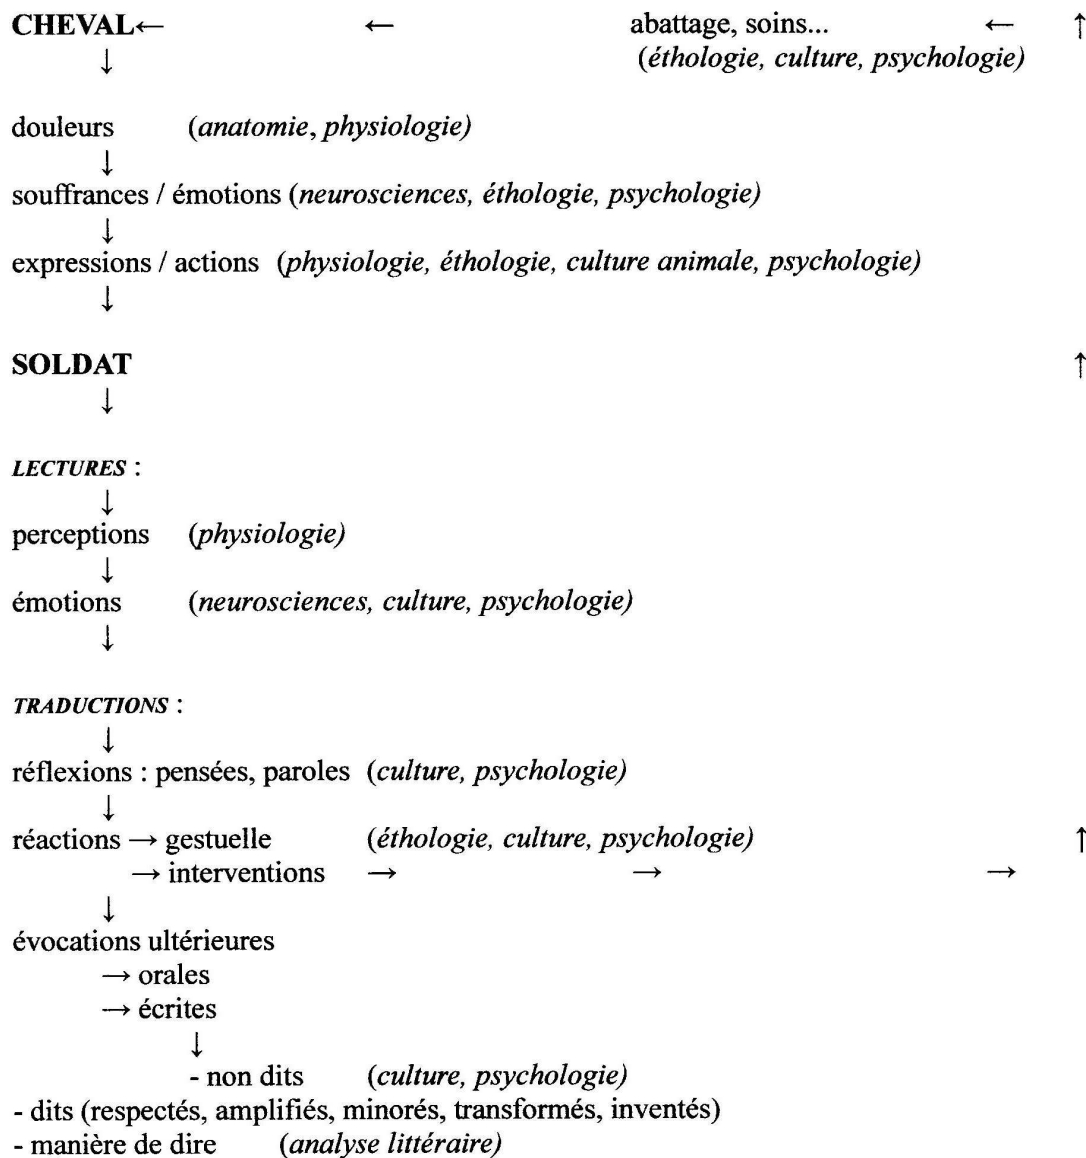 CHEVAL← ← abattage, soins... ← ↑
↓ (éthologie, culture, psychologie)
douleurs (anatomie, physiologie)
↓
souffrances / émotions (neurosciences, éthologie, psychologie)
↓
expressions / actions (physiologie, éthologie, culture animale, psychologie)
↓
SOLDAT ↑
↓
LECTURES :
↓
perceptions (physiologie)
↓
émotions (neurosciences, culture, psychologie)
↓
TRADUCTIONS :
↓
réflexions : pensées, paroles (culture, psychologie)
↓
réactions → gestuelle (éthologie, culture, psychologie) ↑
→ interventions → → →
↓
évocations ultérieures
→ orales
→ écrites
↓
- non dits (culture, psychologie)
- dits (respectés, amplifiés, minorés, transformés, inventés)
- manière de dire (analyse littéraire)